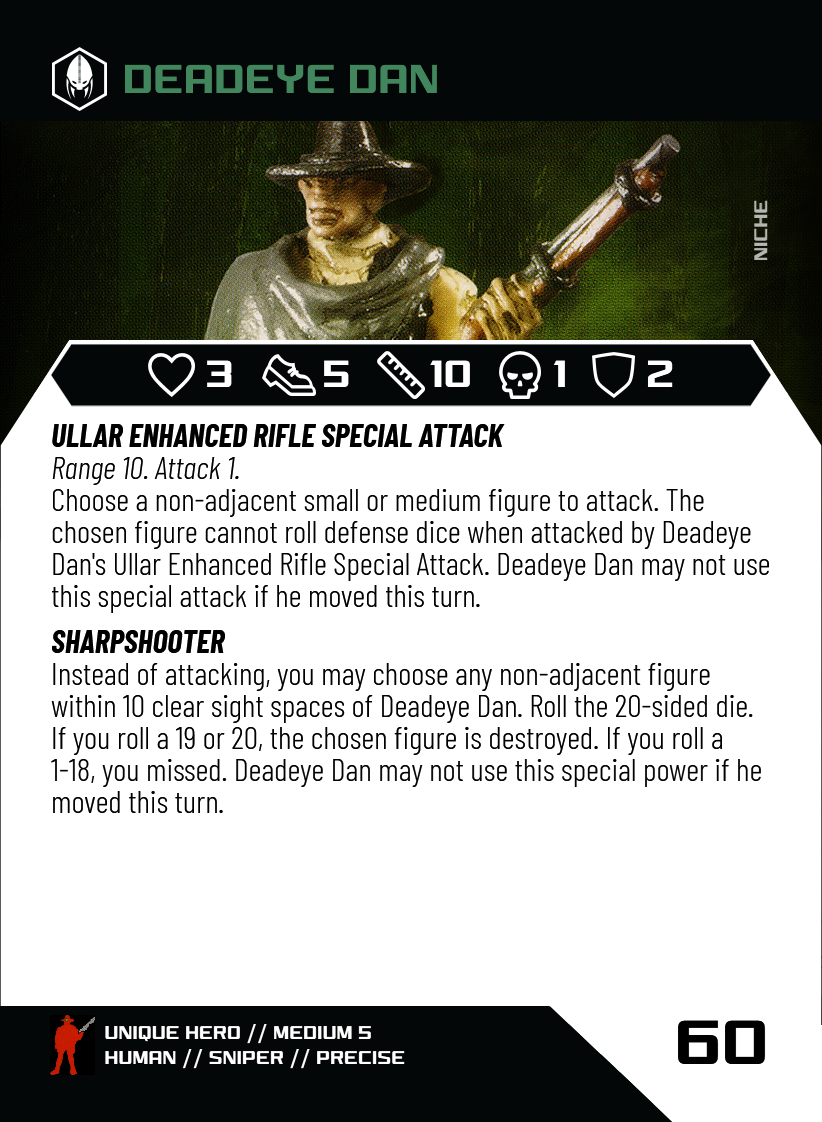 DEADEYE DAN
NICHE
3 5 10 1 2
ULLAR ENHANCED RIFLE SPECIAL ATTACK
Range 10. Attack 1.
Choose a non-adjacent small or medium figure to attack. The
chosen figure cannot roll defense dice when attacked by Deadeye
Dan's Ullar Enhanced Rifle Special Attack. Deadeye Dan may not use
this special attack if he moved this turn.
SHARPSHOOTER
Instead of attacking, you may choose any non-adjacent figure
within 10 clear sight spaces of Deadeye Dan. Roll the 20-sided die.
If you roll a 19 or 20, the chosen figure is destroyed. If you roll a
1-18, you missed. Deadeye Dan may not use this special power if he
moved this turn.
UNIQUE HERO // MEDIUM 5
HUMAN // SNIPER // PRECISE
60